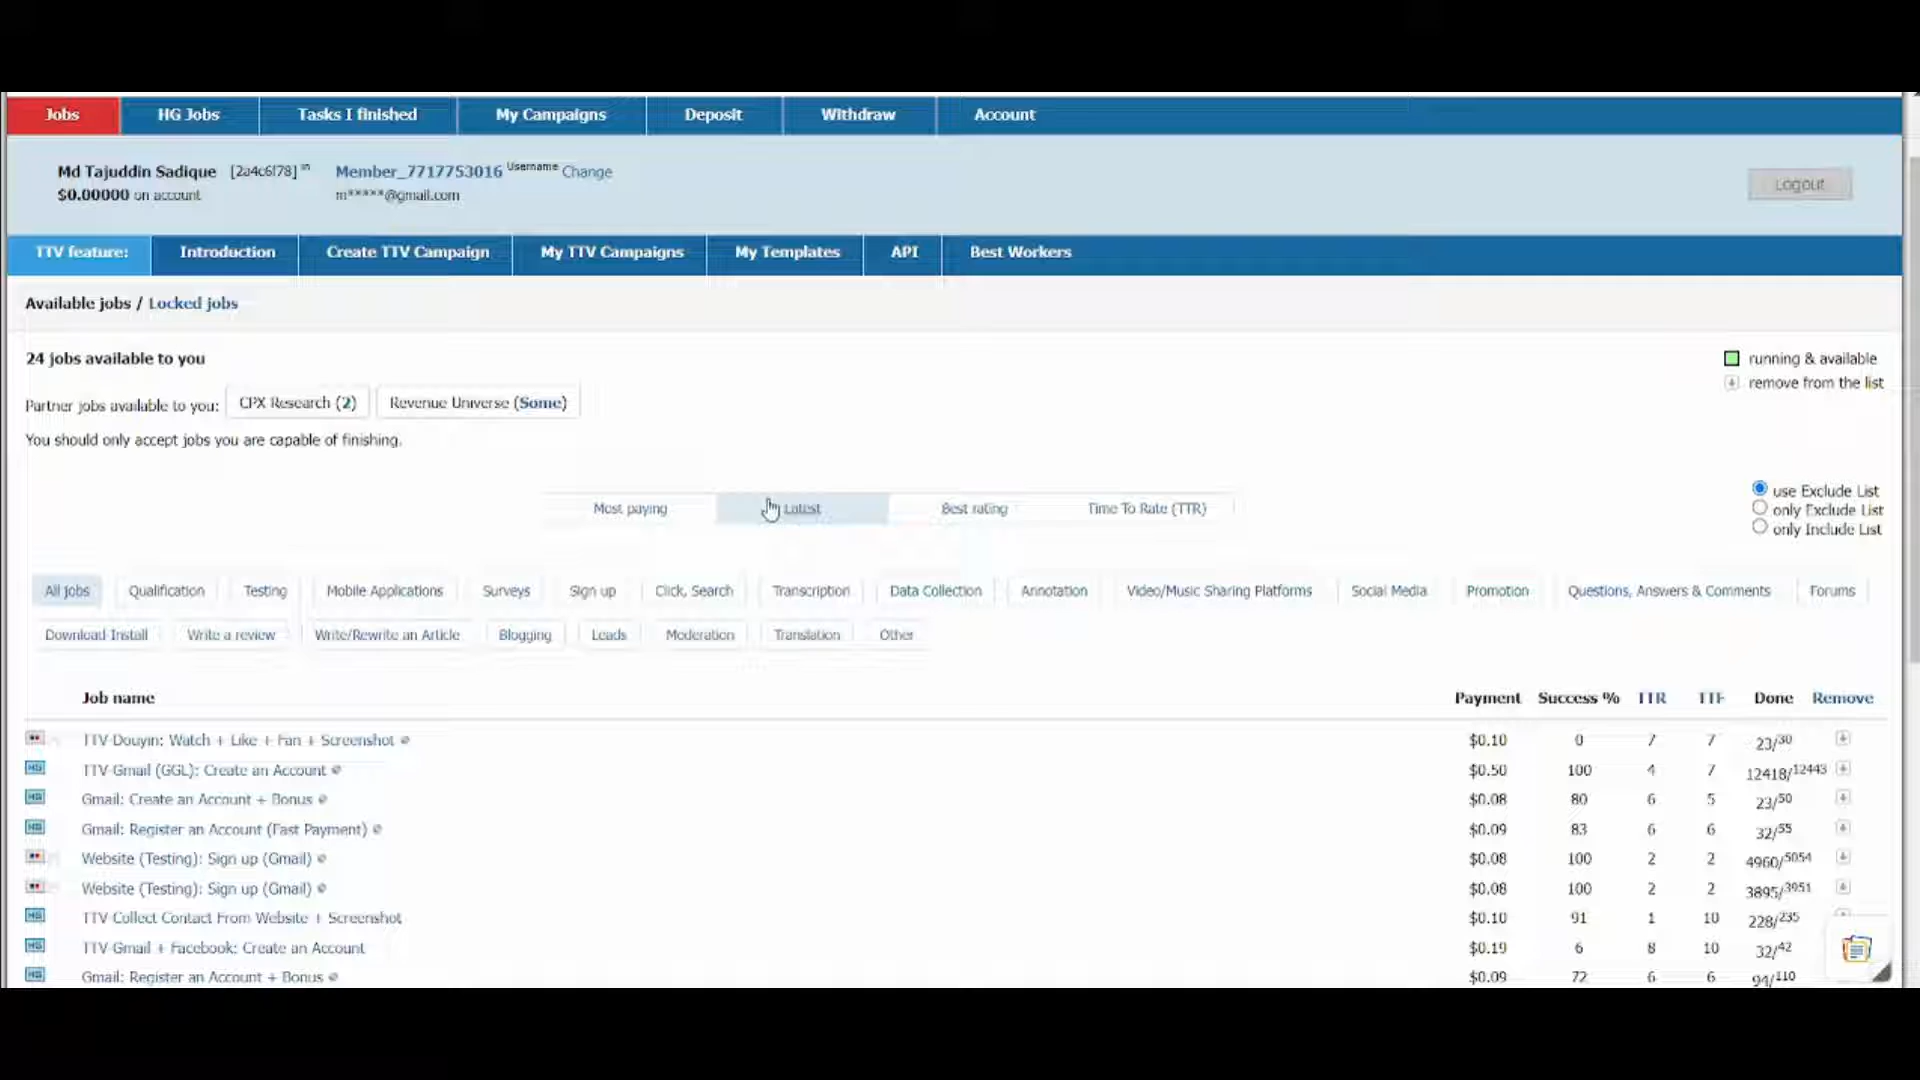 Jobs HG Jobs Tasks I finished My Campaigns Deposit Withdraw Account
Md Tajuddin Sadique [2a4c6f78] in Member_7717753016 Username Change
$0.00000 on account m*****@gmail.com
Logout
TTV feature: Introduction Create TTV Campaign My TTV Campaigns My Templates API Best Workers
Available jobs / Locked jobs
24 jobs available to you
running & available
remove from the list
Partner jobs available to you: CPX Research (2) Revenue Universe (Some)
You should only accept jobs you are capable of finishing.
Most paying Latest Best rating Time To Rate (TTR)
use Exclude List
only Exclude List
only Include List
All jobs Qualification Testing Mobile Applications Surveys Sign up Click, Search Transcription Data Collection Annotation Video/Music Sharing Platforms Social Media Promotion Questions, Answers & Comments Forums
Download Install Write a review Write/Rewrite an Article Blogging Leads Moderation Translation Other
Job name Payment Success % TTR TTF Done Remove
TTV-Douyin: Watch + Like + Fan + Screenshot $0.10 0 7 7 23/30
HG TTV-Gmail (GGL): Create an Account $0.50 100 4 7 12418/12443
HG Gmail: Create an Account + Bonus $0.08 80 6 5 23/50
HG Gmail: Register an Account (Fast Payment) $0.09 83 6 6 32/55
Website (Testing): Sign up (Gmail) $0.08 100 2 2 4960/5054
Website (Testing): Sign up (Gmail) $0.08 100 2 2 3895/3951
HG TTV-Collect Contact From Website + Screenshot $0.10 91 1 10 228/235
HG TTV-Gmail + Facebook: Create an Account $0.19 6 8 10 32/42
HG Gmail: Register an Account + Bonus $0.09 72 6 6 94/110